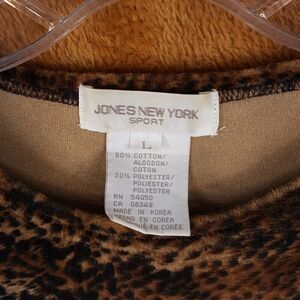 JONES NEW YORK
SPORT
L
80% COTTON/
ALGODON/
COTON
20% POLYESTER/
POLIESTER/
POLYESTER
RN 54050
CA 08349
MADE IN KOREA
HECHO EN COREA
EN CORÉE